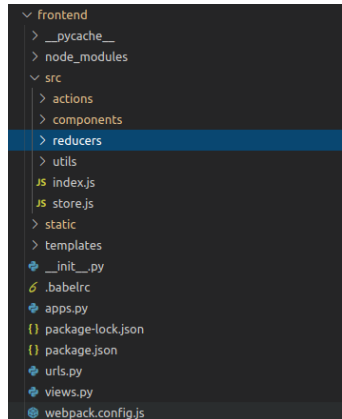 frontend
__pycache__
node_modules
src
actions
components
reducers
utils
JS index.js
JS store.js
static
templates
__init__.py
.babelrc
apps.py
{} package-lock.json
{} package.json
urls.py
views.py
webpack.config.js